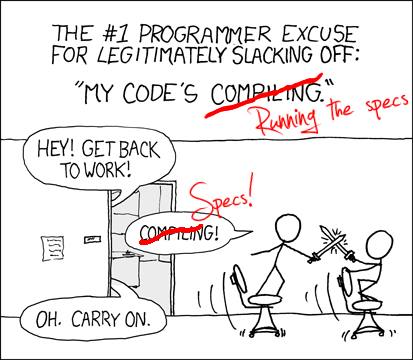 THE #1 PROGRAMMER EXCUSE
FOR LEGITIMATELY SLACKING OFF:
"MY CODE'S COMPILING."
Running the specs
HEY! GET BACK
TO WORK!
Specs!
COMPILING!
OH. CARRY ON.